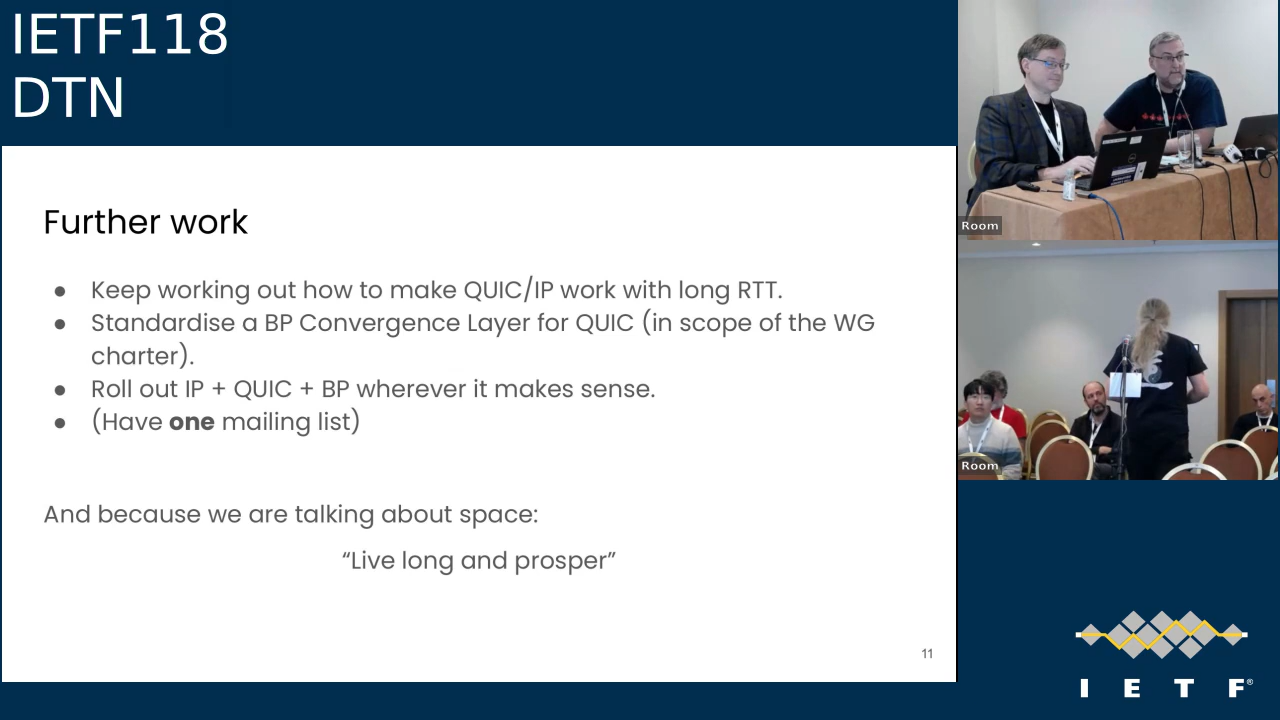 IETF118
DTN
Further work
● Keep working out how to make QUIC/IP work with long RTT.
● Standardise a BP Convergence Layer for QUIC (in scope of the WG
charter).
● Roll out IP + QUIC + BP wherever it makes sense.
● (Have one mailing list)
And because we are talking about space:
“Live long and prosper”
11
Room
Room
I E T F®